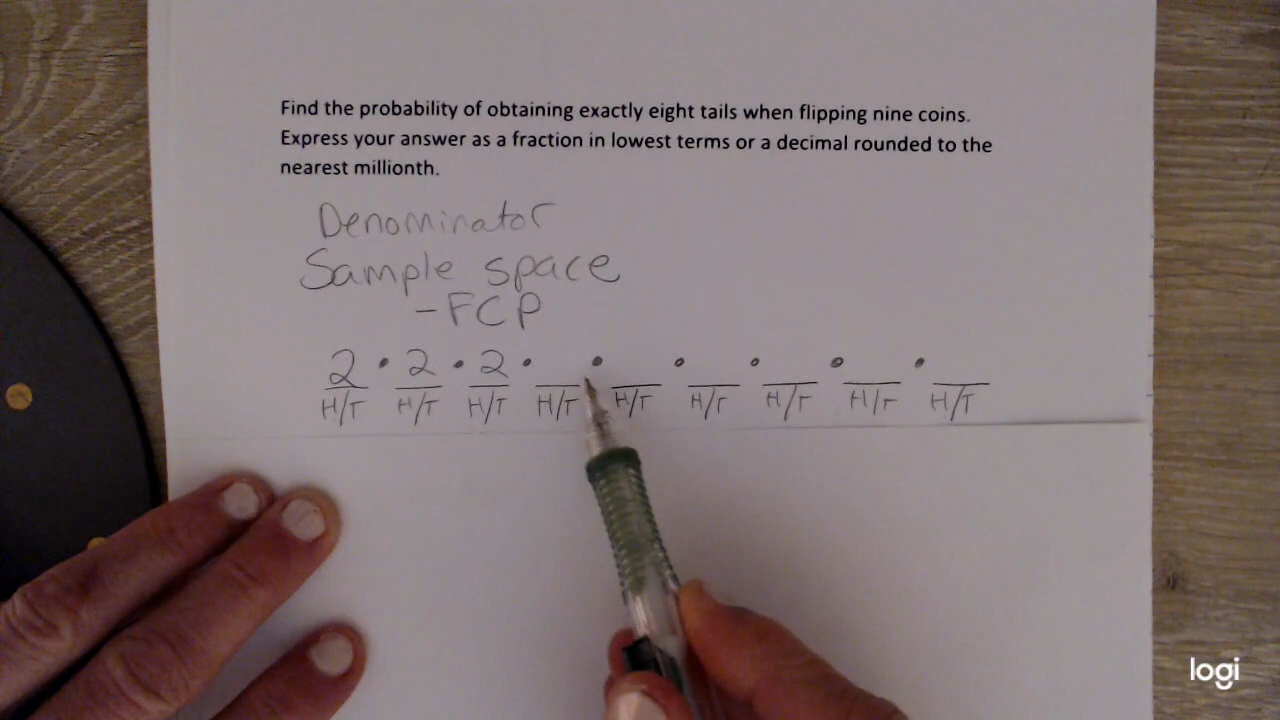 Find the probability of obtaining exactly eight tails when flipping nine coins.
Express your answer as a fraction in lowest terms or a decimal rounded to the
nearest millionth.
Denominator
Sample space
-FCP
2 • 2 • 2 • • • • • •
H/T H/T H/T H/T H/T H/T H/T H/T H/T
logi